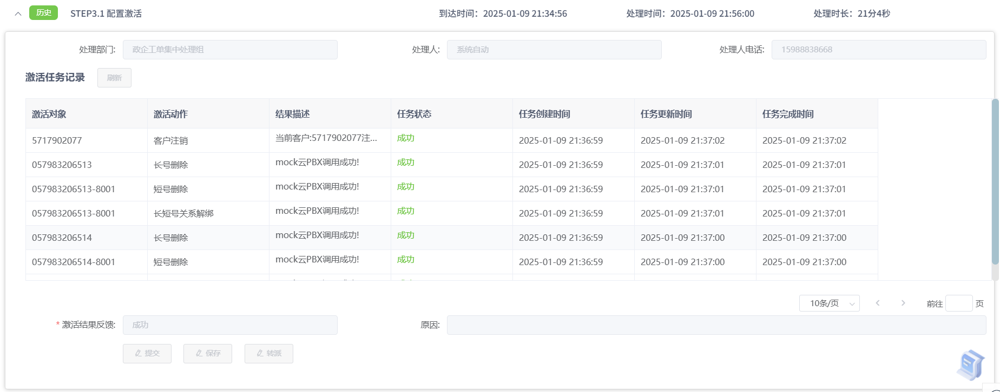 历史 STEP3.1 配置激活 到达时间：2025-01-09 21:34:56 处理时间：2025-01-09 21:56:00 处理时长：21分4秒
处理部门: 政企工单集中处理组 处理人: 系统自动 处理人电话: 15988838668
激活任务记录 刷新
激活对象 激活动作 结果描述 任务状态 任务创建时间 任务更新时间 任务完成时间
5717902077 客户注销 当前客户:5717902077注... 成功 2025-01-09 21:36:59 2025-01-09 21:37:02 2025-01-09 21:37:02
057983206513 长号删除 mock云PBX调用成功! 成功 2025-01-09 21:36:59 2025-01-09 21:37:01 2025-01-09 21:37:01
057983206513-8001 短号删除 mock云PBX调用成功! 成功 2025-01-09 21:36:59 2025-01-09 21:37:01 2025-01-09 21:37:01
057983206513-8001 长短号关系解绑 mock云PBX调用成功! 成功 2025-01-09 21:36:59 2025-01-09 21:37:01 2025-01-09 21:37:01
057983206514 长号删除 mock云PBX调用成功! 成功 2025-01-09 21:36:59 2025-01-09 21:37:00 2025-01-09 21:37:00
057983206514-8001 短号删除 mock云PBX调用成功! 成功 2025-01-09 21:36:59 2025-01-09 21:37:00 2025-01-09 21:37:00
10条/页 前往 页
* 激活结果反馈: 成功 原因:
提交 保存 转派